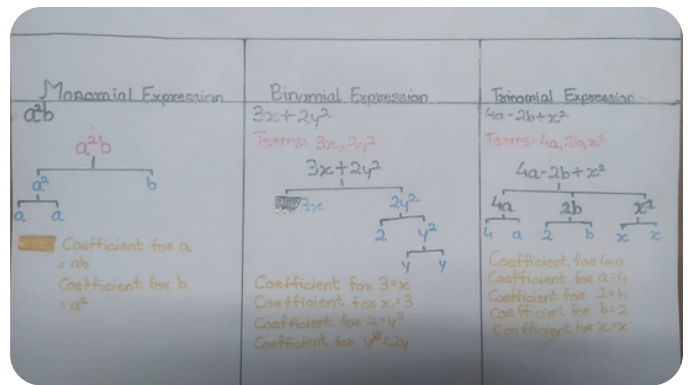 Monomial Expression
a²b
a²b
a² b
a a
Coefficient for a
= ab
Coefficient for b
= a²
Binomial Expression
3x+2y²
Terms= 3x, 2y²
3x+2y²
3x 2y²
2 y²
y y
Coefficient for 3=x
Coefficient for x=3
Coefficient for 2=y²
Coefficient for y=2y
Trinomial Expression
4a-2b+x²
Terms=4a, 2b, x²
4a-2b+x²
4a 2b x²
4 a 2 b x x
Coefficient for 4=a
Coefficient for a=4
Coefficient for 2=b
Coefficient for b=2
Coefficient for x=x